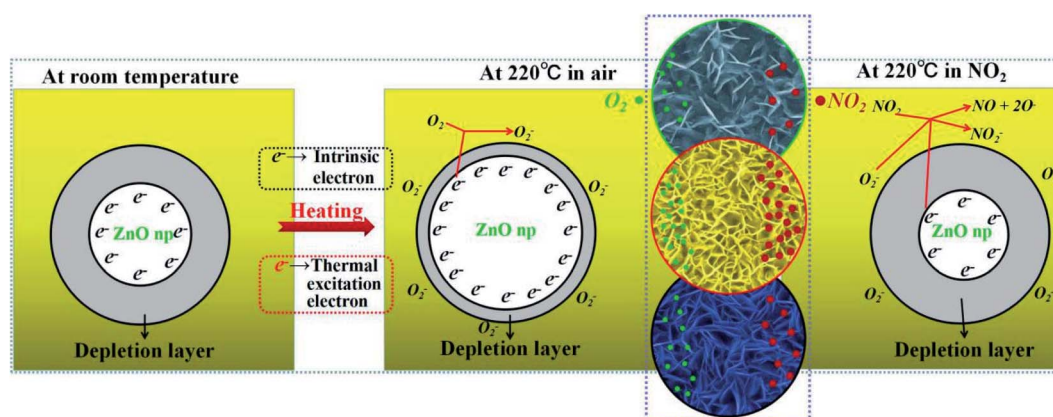 At room temperature
e⁻
e⁻
e⁻
e⁻
ZnO np
e⁻
e⁻
e⁻
e⁻
Depletion layer
e⁻→ Intrinsic
electron
Heating
e⁻→Thermal
excitation
electron
At 220℃ in air
O₂
O₂⁻
O₂⁻
O₂⁻
e⁻
e⁻
e⁻
e⁻
e⁻
e⁻
e⁻
ZnO np
e⁻
e⁻
e⁻
e⁻
e⁻
e⁻
e⁻
e⁻
O₂⁻
O₂⁻
O₂⁻
Depletion layer
O₂
NO₂
At 220℃ in NO₂
NO₂
NO + 2O⁻
NO₂⁻
O₂⁻
e⁻
e⁻
e⁻
ZnO np
e⁻
e⁻
e⁻
O₂⁻
O₂⁻
Depletion layer